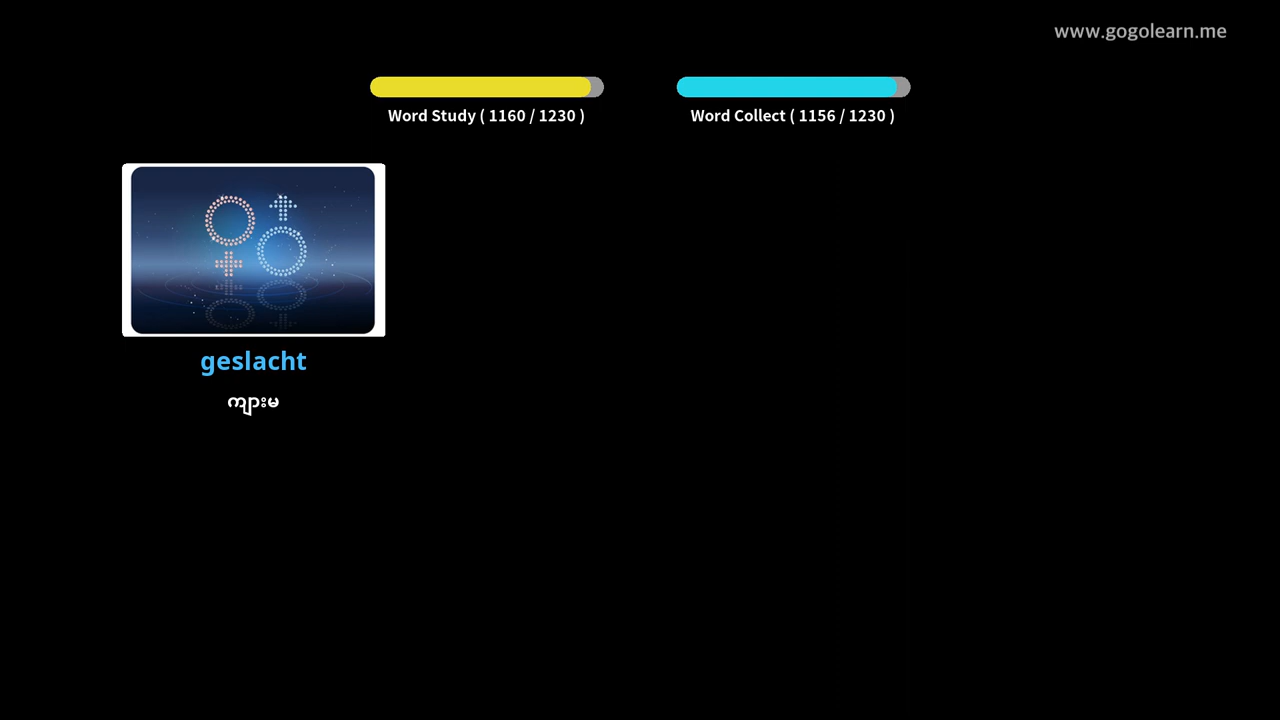 www.gogolearn.me
Word Study ( 1160 / 1230 )
Word Collect ( 1156 / 1230 )
geslacht
ကျားမ